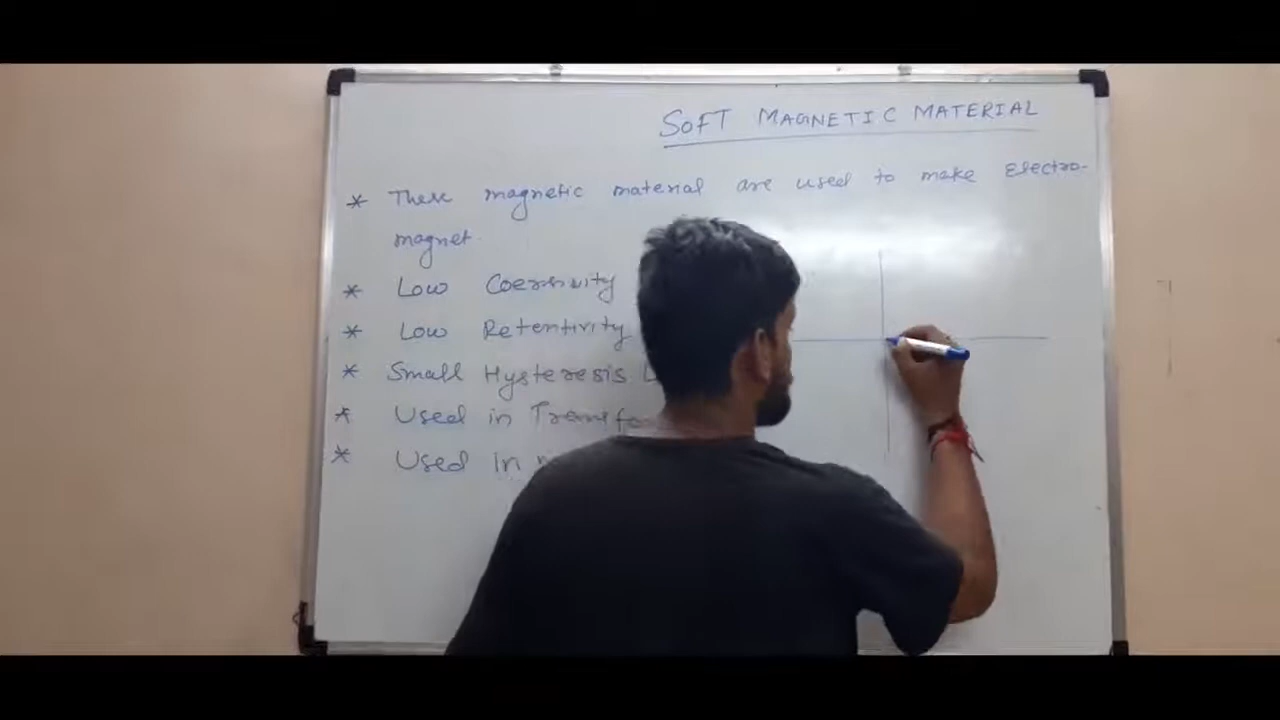 SOFT MAGNETIC MATERIAL
* These magnetic material are used to make Electro-
magnet.
* Low Coersivity
* Low Retentivity
* Small Hysteresis
* Used in
* Used in